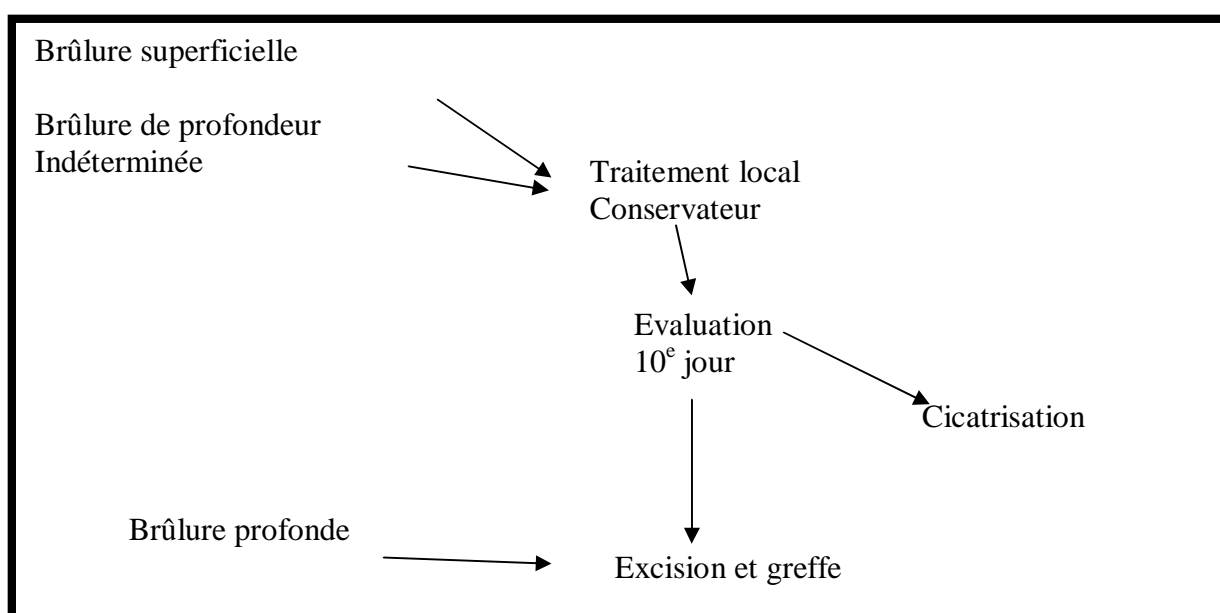 Brûlure superficielle
Brûlure de profondeur
Indéterminée
Traitement local
Conservateur
Evaluation
10e jour
Cicatrisation
Brûlure profonde
Excision et greffe